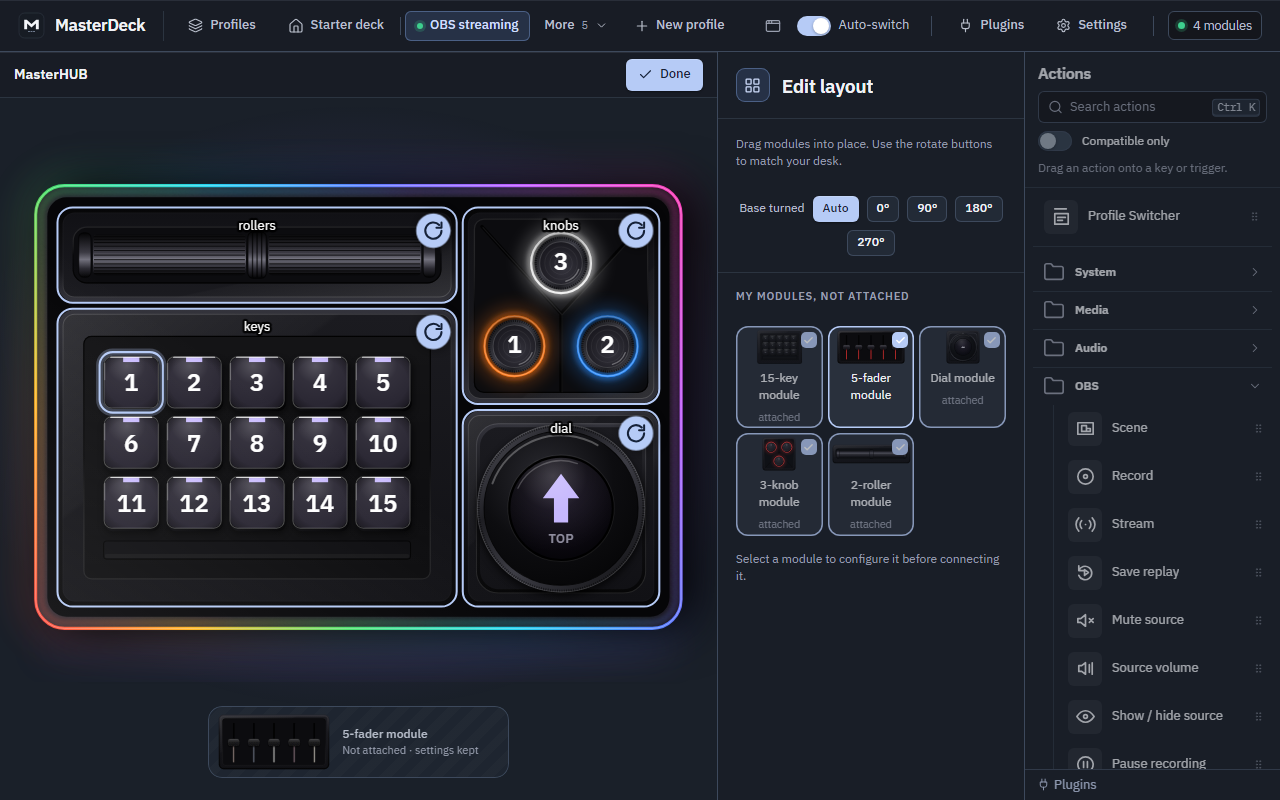 MasterDeck
Profiles
Starter deck
OBS streaming
More 5
New profile
Auto-switch
Plugins
Settings
4 modules
MasterHUB
Done
rollers
knobs
3
1
2
keys
1 2 3 4 5
6 7 8 9 10
11 12 13 14 15
dial
TOP
5-fader module
Not attached · settings kept
Edit layout
Drag modules into place. Use the rotate buttons
to match your desk.
Base turned Auto 0° 90° 180°
270°
MY MODULES, NOT ATTACHED
15-key
module
attached
5-fader
module
Dial module
attached
3-knob
module
attached
2-roller
module
attached
Select a module to configure it before connecting
it.
Actions
Search actions Ctrl K
Compatible only
Drag an action onto a key or trigger.
Profile Switcher
System
Media
Audio
OBS
Scene
Record
Stream
Save replay
Mute source
Source volume
Show / hide source
Pause recording
Plugins